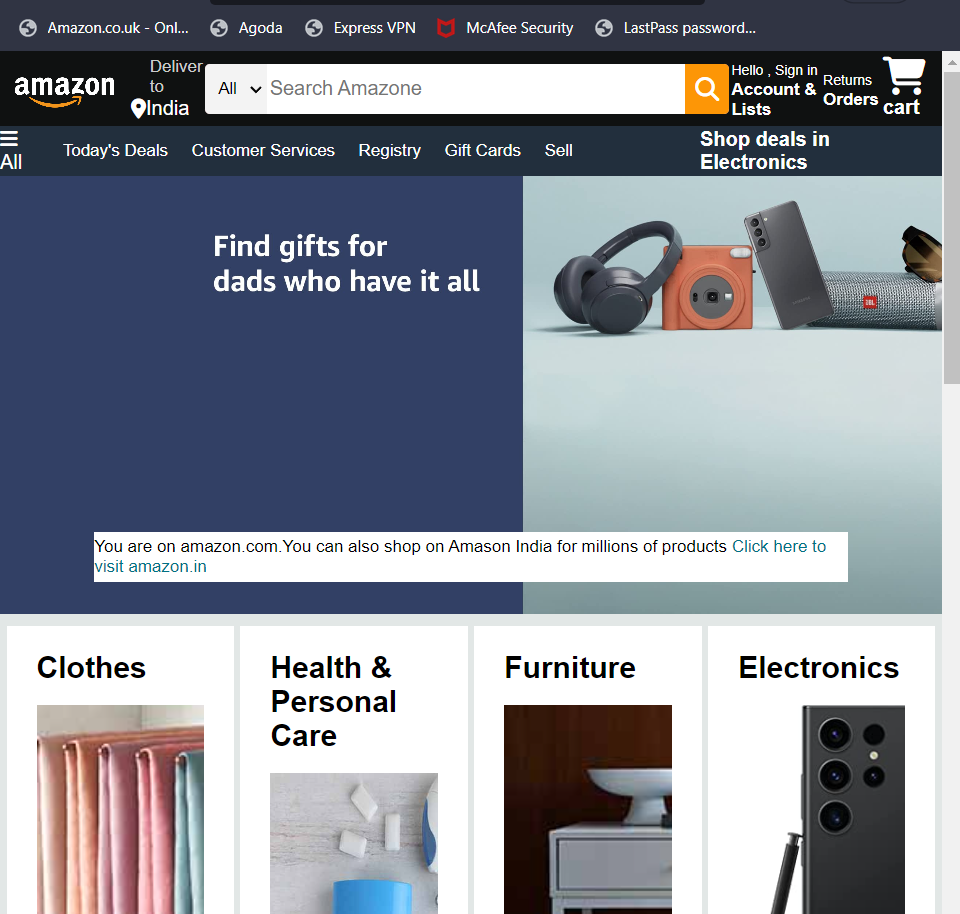 Amazon.co.uk - Onl... Agoda Express VPN McAfee Security LastPass password...
amazon
Deliver
to
India
All
Search Amazone
Hello , Sign in
Account &
Lists
Returns
Orders
cart
All
Today's Deals Customer Services Registry Gift Cards Sell
Shop deals in
Electronics
Find gifts for
dads who have it all
JBL
You are on amazon.com.You can also shop on Amason India for millions of products Click here to
visit amazon.in
Clothes
Health &
Personal
Care
Furniture
Electronics